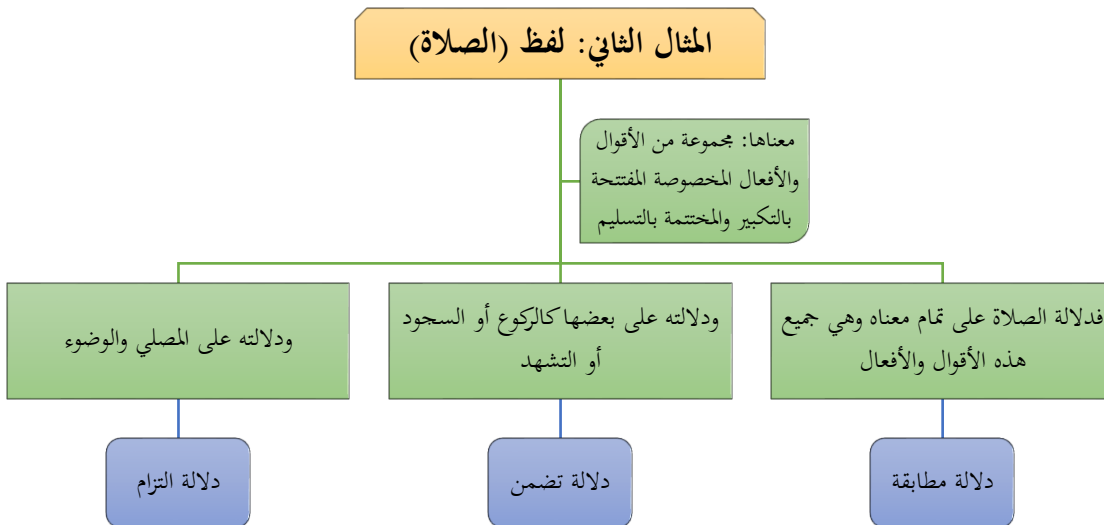 المثال الثاني: لفظ (الصلاة)
معناها: مجموعة من الأقوال
والأفعال المخصوصة المفتتحة
بالتكبير والمختتمة بالتسليم
فدلالة الصلاة على تمام معناه وهي جميع
هذه الأقوال والأفعال
ودلالته على بعضها كالركوع أو السجود
أو التشهد
ودلالته على المصلي والوضوء
دلالة مطابقة
دلالة تضمن
دلالة التزام